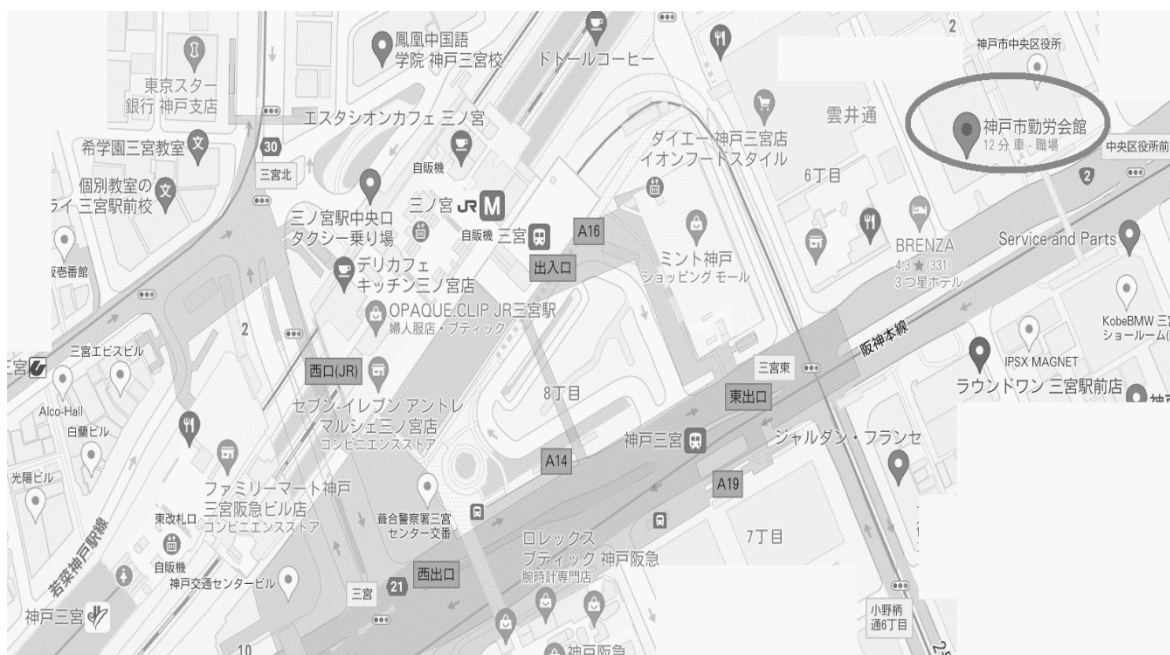 鳳凰中国語
学院 神戸三宮校
ドトールコーヒー
2
神戸市中央区役所
東京スター
銀行 神戸支店
エスタシオンカフェ 三ノ宮
ダイエー 神戸三宮店
イオンフードスタイル
雲井通
神戸市勤労会館
12 分 車 - 職場
中央区役所前
希学園三宮教室
30
三宮北
自販機
6丁目
2
個別教室の
ライ 三宮駅前校
三ノ宮駅中央口
タクシー乗り場
三ノ宮 JR M
自販機
三宮
A16
ミント神戸
ショッピング モール
BRENZA
4.3 ★ (331)
3 つ星ホテル
Service and Parts
壱番館
デリカフェ
キッチン三ノ宮店
出入口
OPAQUE.CLIP JR三宮駅
婦人服店・ブティック
2
三宮エビスビル
三宮
西口(JR)
セブン-イレブン アントレ
マルシェ三ノ宮店
コンビニエンスストア
8丁目
三宮東
東出口
阪神本線
IPSX MAGNET
KobeBMW 三宮
ショールーム
ラウンドワン 三宮駅前店
Alco-Hall
白蘭ビル
光陽ビル
神戸三宮
ジャルダン・フランセ
A14
A19
ファミリーマート神戸
三宮阪急ビル店
コンビニエンスストア
葺合警察署三宮
センター交番
東改札口
自販機
若菜神戸駅線
神戸交通センタービル
ロレックス
ブティック 神戸阪急
腕時計専門店
7丁目
西出口
三宮
21
神戸三宮
小野柄
通6丁目
10
神戸阪急